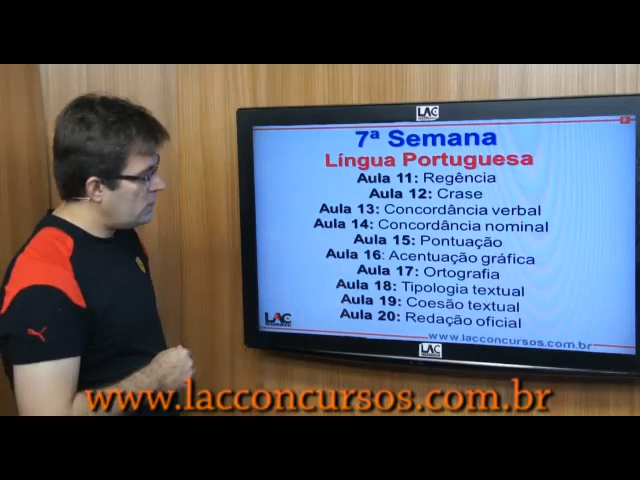 LAC
7ª Semana
Língua Portuguesa
Aula 11: Regência
Aula 12: Crase
Aula 13: Concordância verbal
Aula 14: Concordância nominal
Aula 15: Pontuação
Aula 16: Acentuação gráfica
Aula 17: Ortografia
Aula 18: Tipologia textual
Aula 19: Coesão textual
Aula 20: Redação oficial
LAC
www.lacconcursos.com.br
LAC
www.lacconcursos.com.br